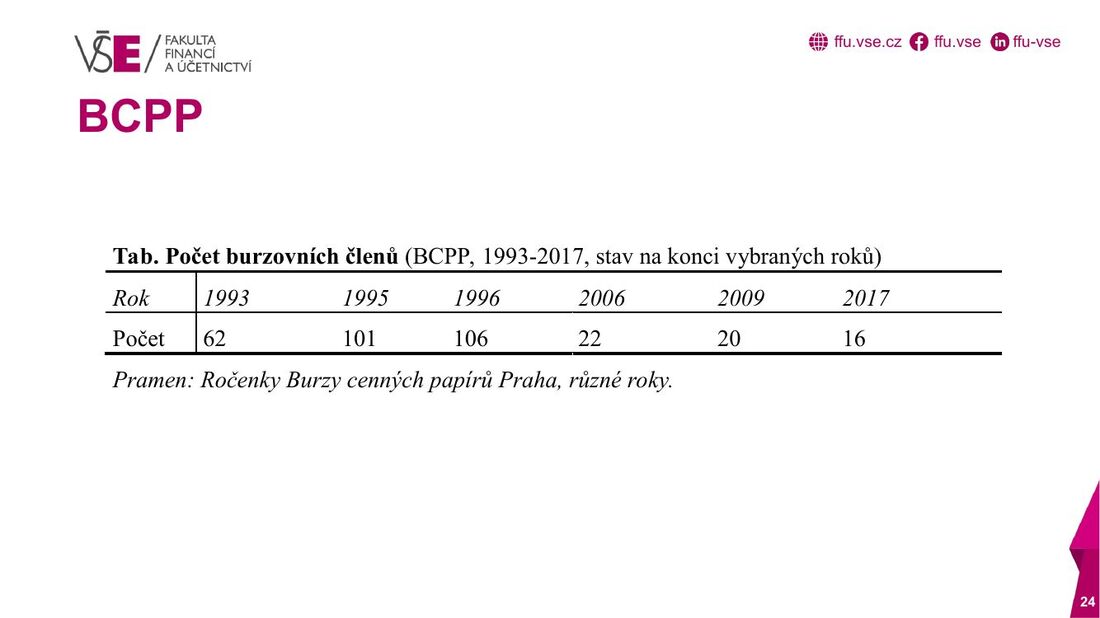 VŠE / FAKULTA
FINANCÍ
A ÚČETNICTVÍ
ffu.vse.cz ffu.vse ffu-vse
BCPP
Tab. Počet burzovních členů (BCPP, 1993-2017, stav na konci vybraných roků)
Rok 1993 1995 1996 2006 2009 2017
Počet 62 101 106 22 20 16
Pramen: Ročenky Burzy cenných papírů Praha, různé roky.
24